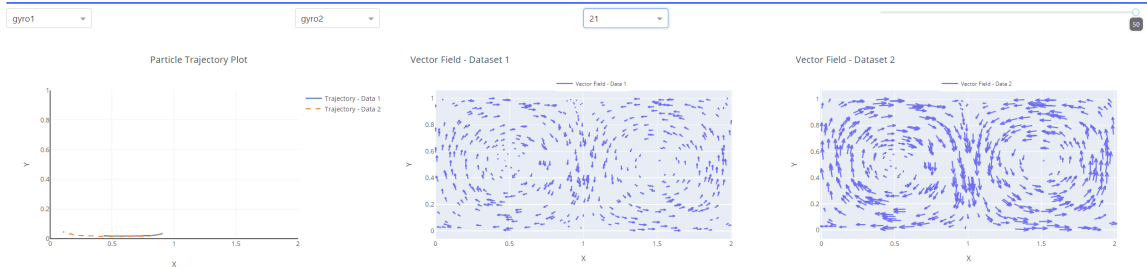 gyro1
gyro2
21
50
Particle Trajectory Plot
Trajectory - Data 1
Trajectory - Data 2
1
0.8
0.6
0.4
0.2
0
Y
0
0.5
1
1.5
2
X
Vector Field - Dataset 1
Vector Field - Data 1
1
0.8
0.6
0.4
0.2
0
Y
0
0.5
1
1.5
2
X
Vector Field - Dataset 2
Vector Field - Data 2
1
0.8
0.6
0.4
0.2
0
Y
0
0.5
1
1.5
2
X